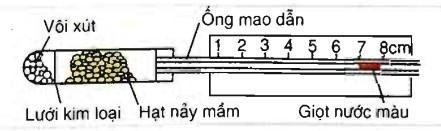 Vôi xút
Ống mao dẫn
1 2 3 4 5 6 7 8cm
Lưới kim loại
Hạt nảy mầm
Giọt nước màu